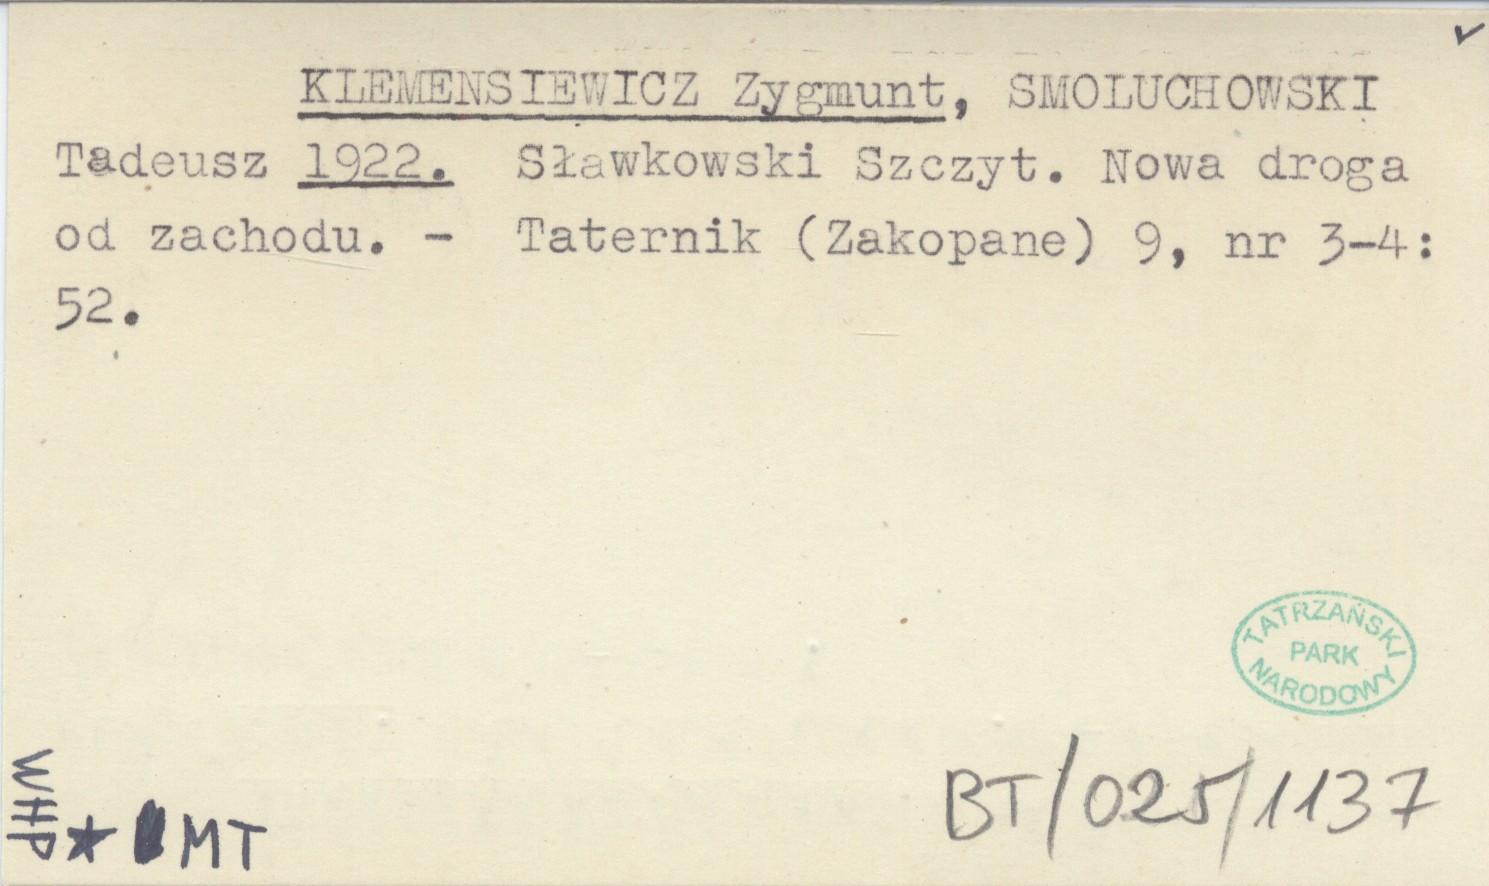 KLEMENSIEWICZ Zygmunt, SMOLUCHOWSKI
Tadeusz 1922. Sławkowski Szczyt. Nowa droga
od zachodu. - Taternik (Zakopane) 9, nr 3-4:
52.
TATRZAŃSKI
PARK
NARODOWY
BT/025/1137
WHP
MT